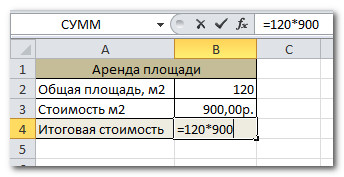 СУММ fx =120*900
A B C
1 Аренда площади
2 Общая площадь, м2 120
3 Стоимость м2 900,00р.
4 Итоговая стоимость =120*900
5